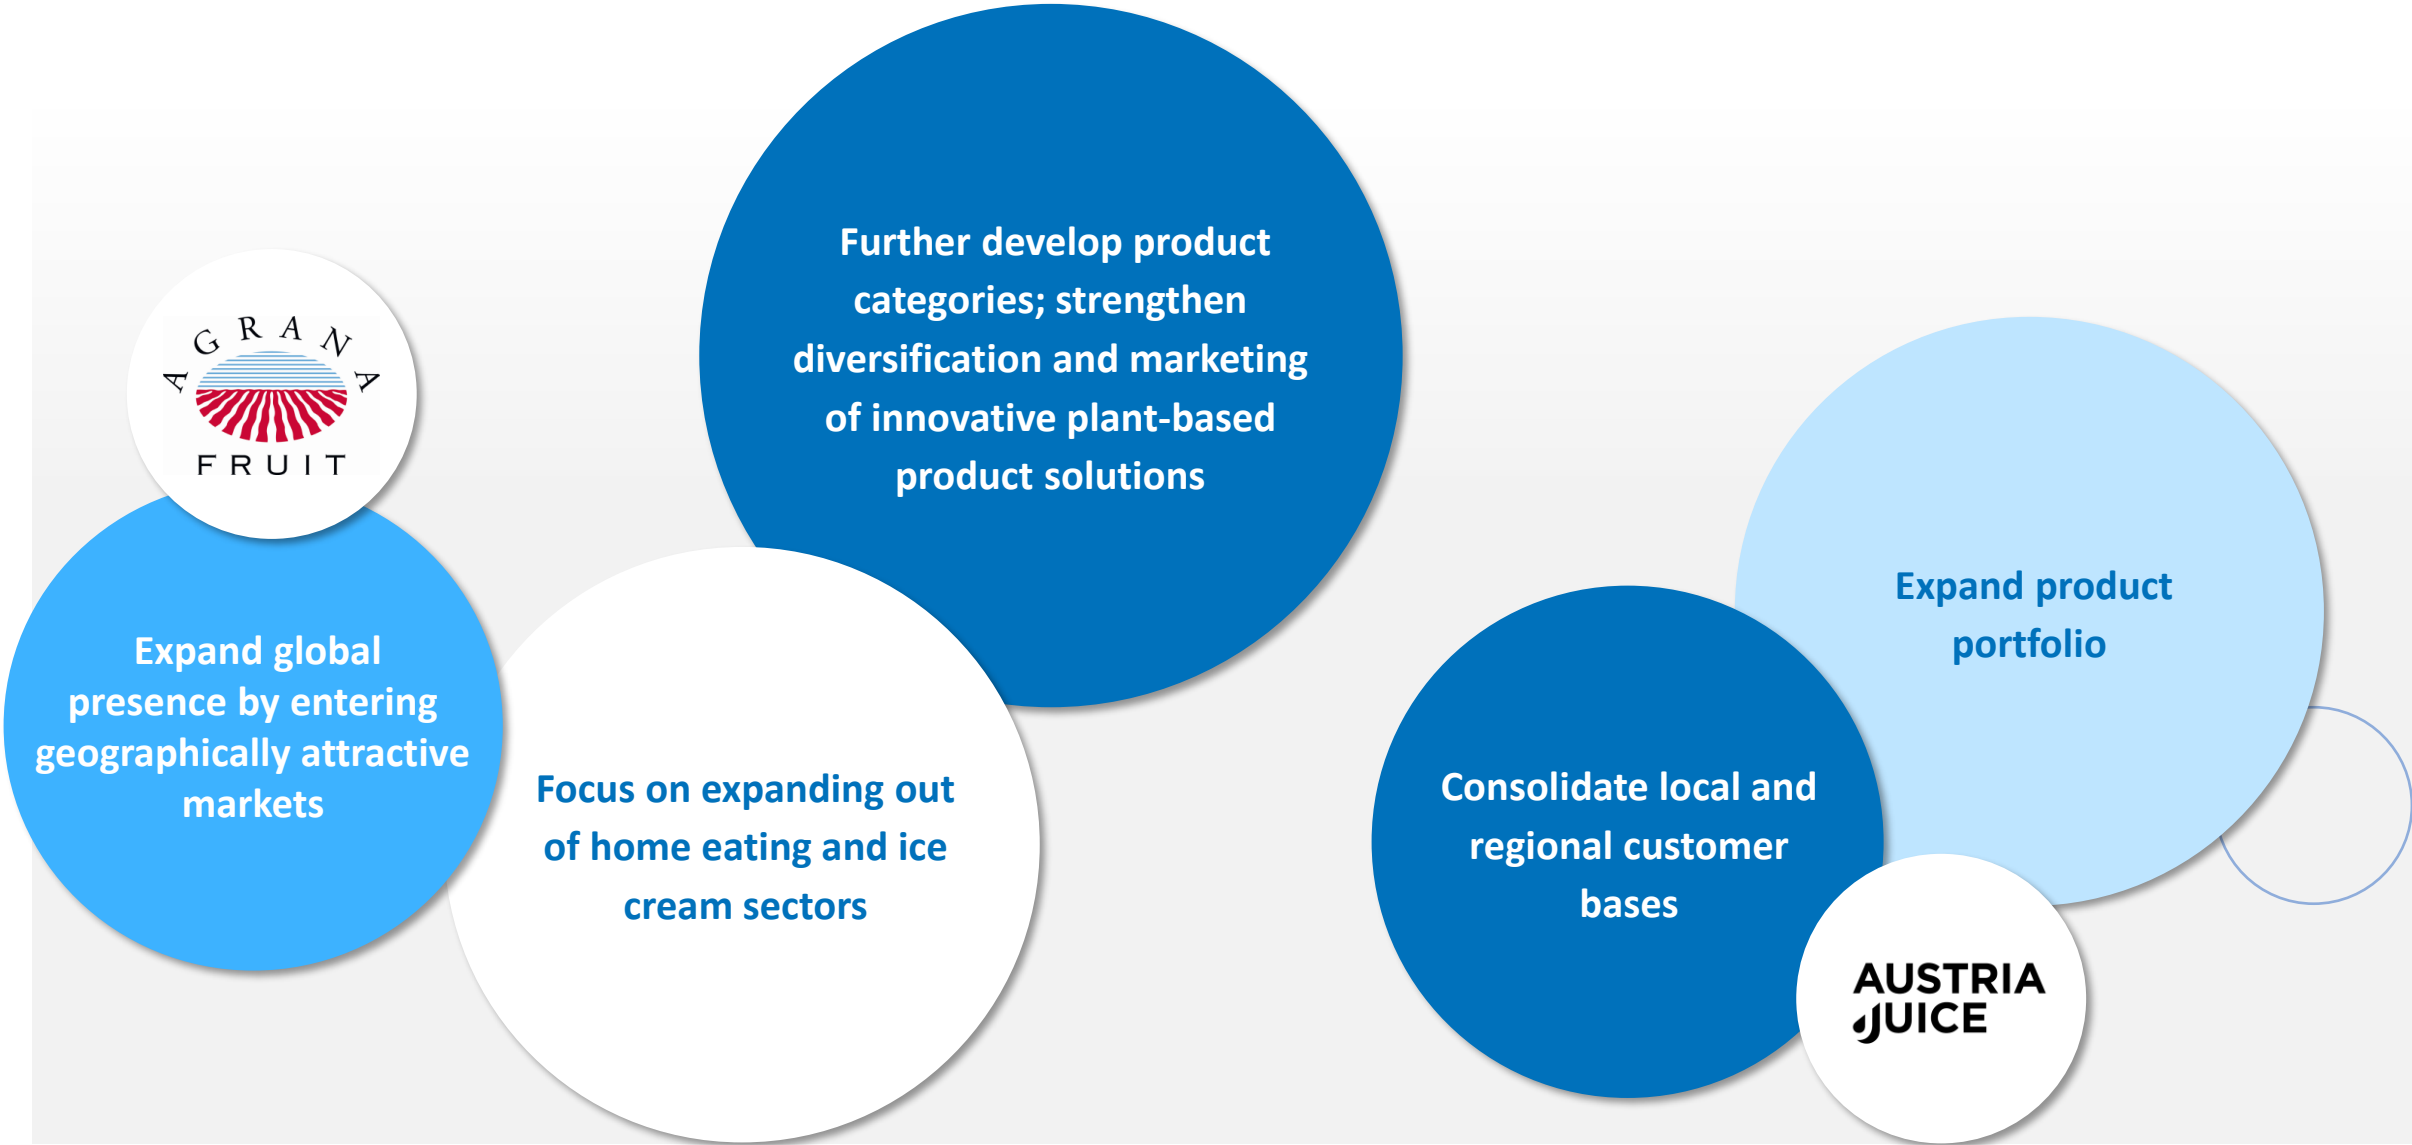 AGRANA
FRUIT
Expand global
presence by entering
geographically attractive
markets
Further develop product
categories; strengthen
diversification and marketing
of innovative plant-based
product solutions
Focus on expanding out
of home eating and ice
cream sectors
Expand product
portfolio
Consolidate local and
regional customer
bases
AUSTRIA
JUICE